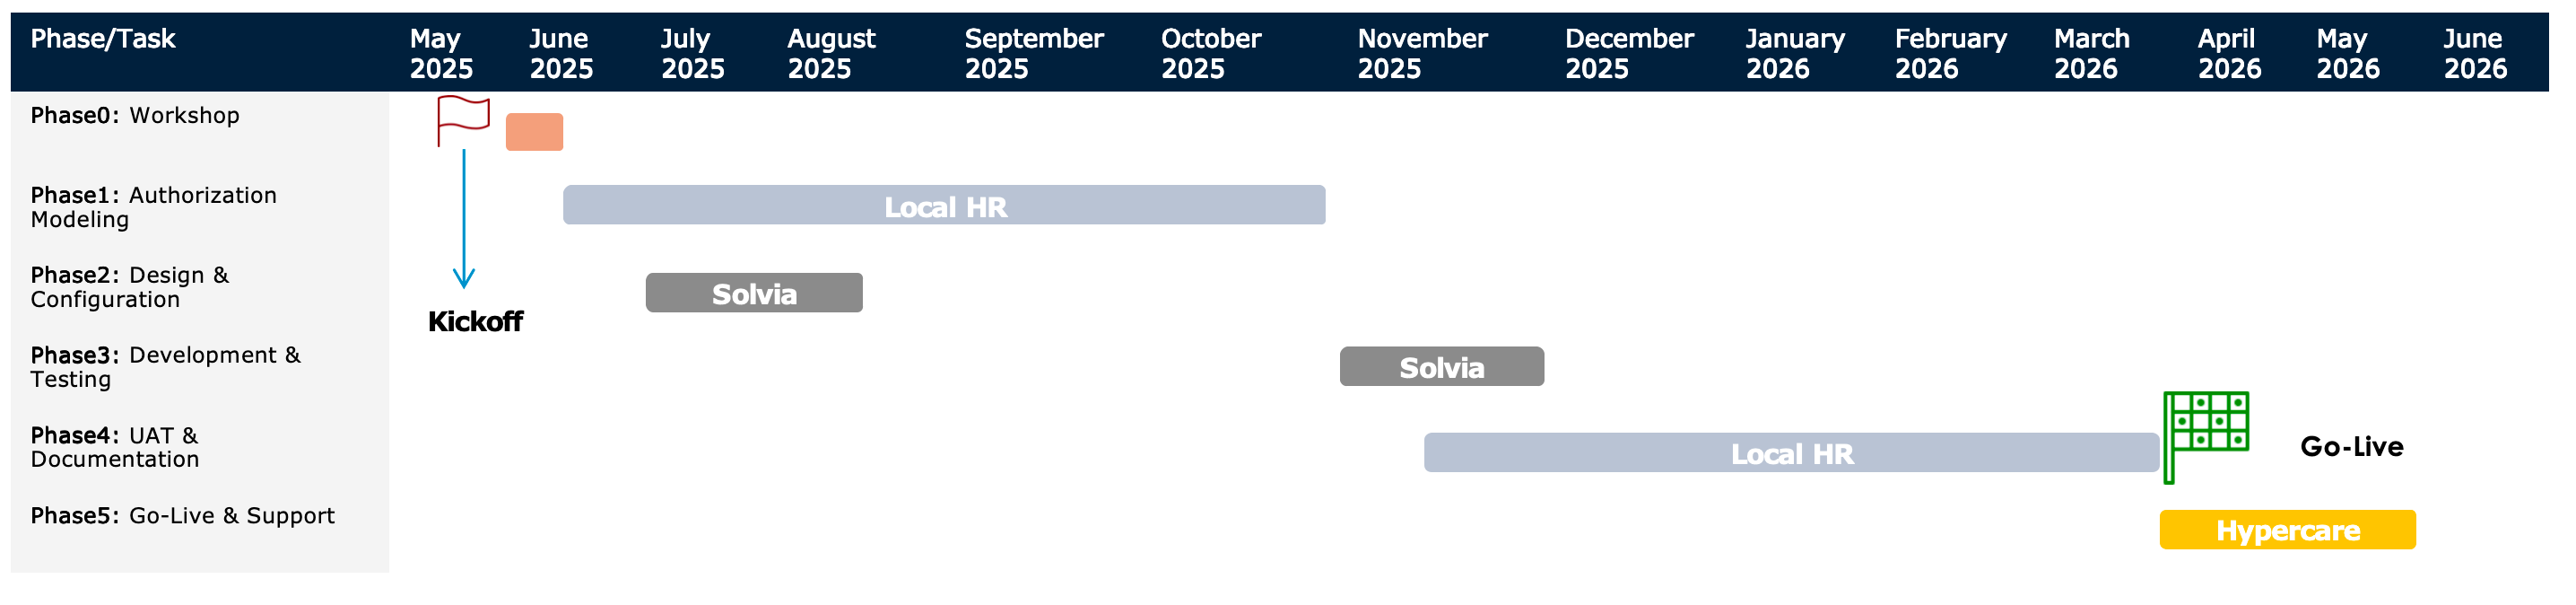 Phase/Task
May
2025
June
2025
July
2025
August
2025
September
2025
October
2025
November
2025
December
2025
January
2026
February
2026
March
2026
April
2026
May
2026
June
2026
Phase0: Workshop
Phase1: Authorization
Modeling
Local HR
Phase2: Design &
Configuration
Solvia
Kickoff
Phase3: Development &
Testing
Solvia
Phase4: UAT &
Documentation
Local HR
Go-Live
Phase5: Go-Live & Support
Hypercare